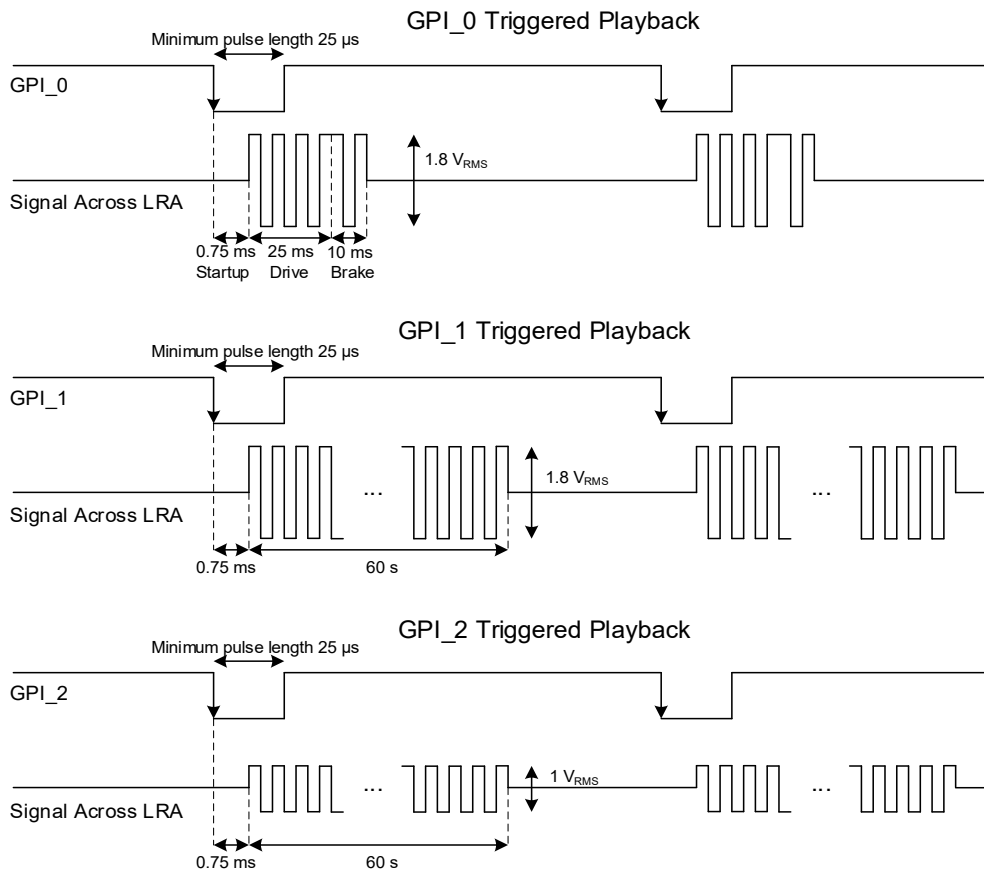 GPI_0 Triggered Playback
Minimum pulse length 25 µs
GPI_0
1.8 VRMS
Signal Across LRA
0.75 ms 25 ms 10 ms
Startup Drive Brake
GPI_1 Triggered Playback
Minimum pulse length 25 µs
GPI_1
1.8 VRMS
...
...
Signal Across LRA
0.75 ms 60 s
GPI_2 Triggered Playback
Minimum pulse length 25 µs
GPI_2
... 1 VRMS ...
Signal Across LRA
0.75 ms 60 s